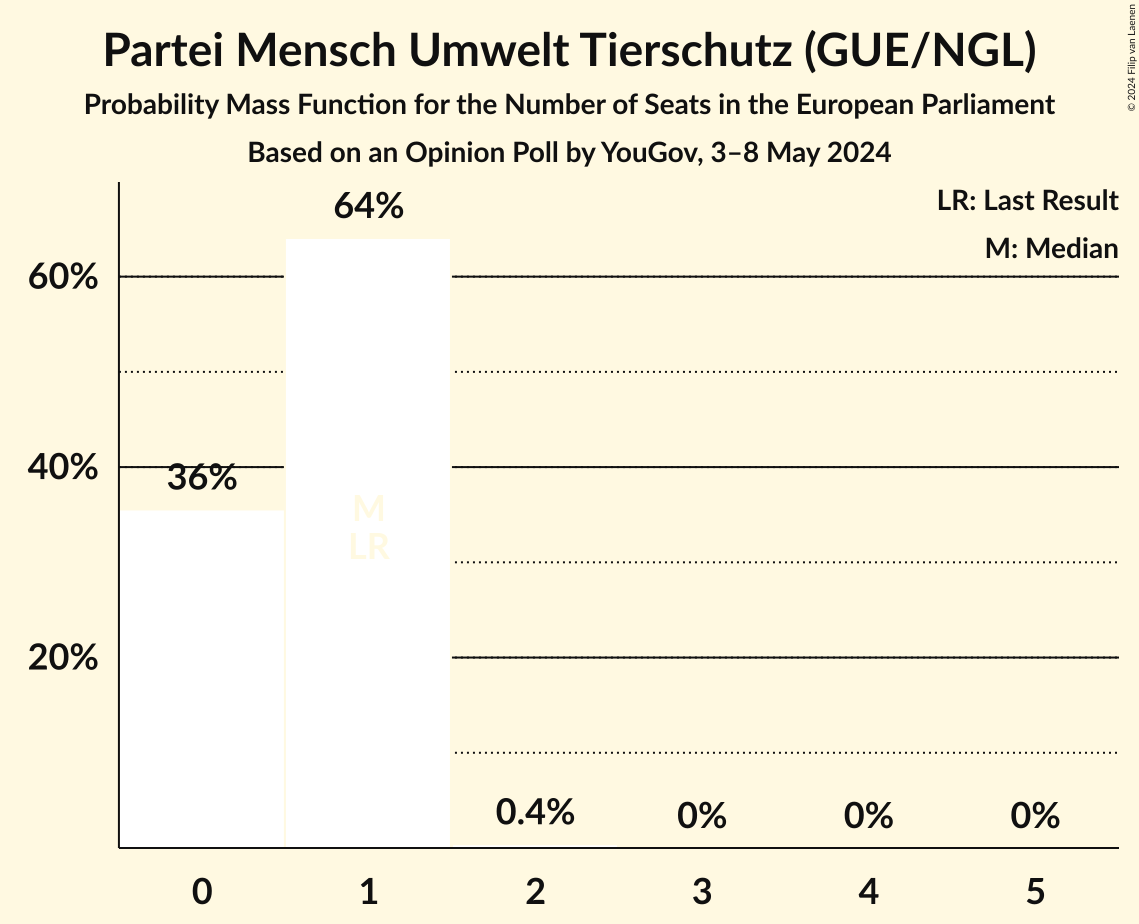 Partei Mensch Umwelt Tierschutz (GUE/NGL)
Probability Mass Function for the Number of Seats in the European Parliament
Based on an Opinion Poll by YouGov, 3–8 May 2024
© 2024 Filip van Laenen
LR: Last Result
M: Median
64%
60%
40%
36%
M
LR
20%
0.4%
0%
0%
0%
0 1 2 3 4 5